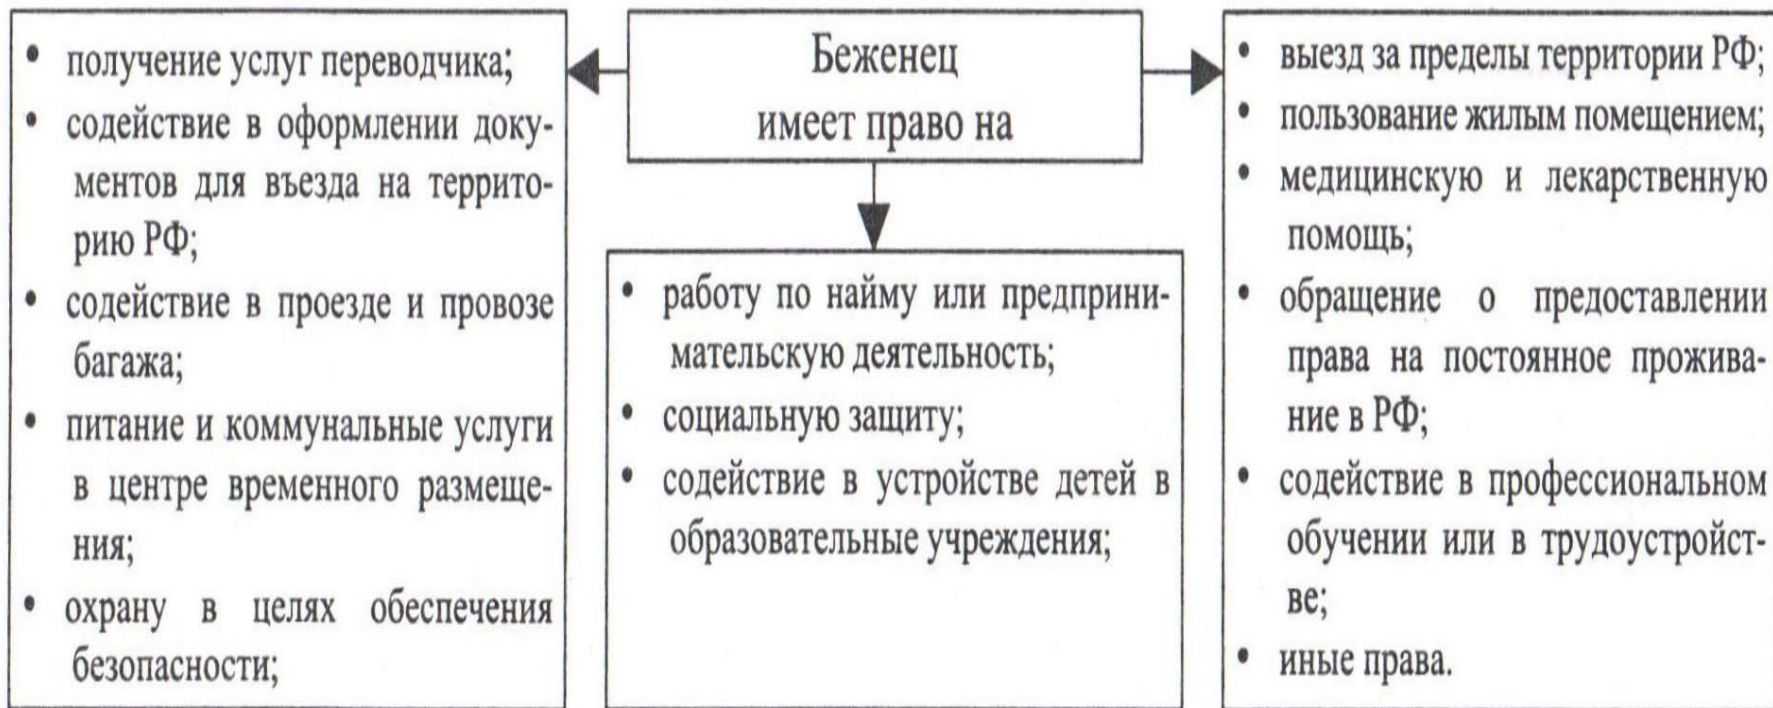 Беженец
имеет право на
• получение услуг переводчика;
• содействие в оформлении доку-
ментов для въезда на террито-
рию РФ;
• содействие в проезде и провозе
багажа;
• питание и коммунальные услуги
в центре временного размеще-
ния;
• охрану в целях обеспечения
безопасности;
• работу по найму или предприни-
мательскую деятельность;
• социальную защиту;
• содействие в устройстве детей в
образовательные учреждения;
• выезд за пределы территории РФ;
• пользование жилым помещением;
• медицинскую и лекарственную
помощь;
• обращение о предоставлении
права на постоянное прожива-
ние в РФ;
• содействие в профессиональном
обучении или в трудоустройст-
ве;
• иные права.